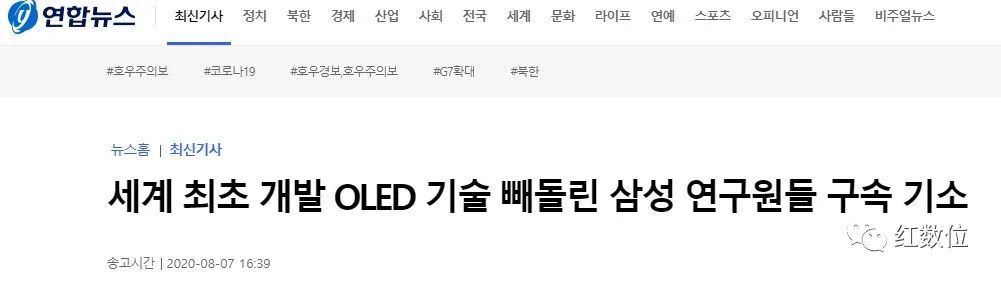 연합뉴스 최신기사 정치 북한 경제 산업 사회 전국 세계 문화 라이프 연예 스포츠 오피니언 사람들 비주얼뉴스
#호우주의보 #코로나19 #호우경보,호우주의보 #G7확대 #북한
뉴스홈 | 최신기사
세계 최초 개발 OLED 기술 빼돌린 삼성 연구원들 구속 기소
红数位
송고시간 | 2020-08-07 16:39